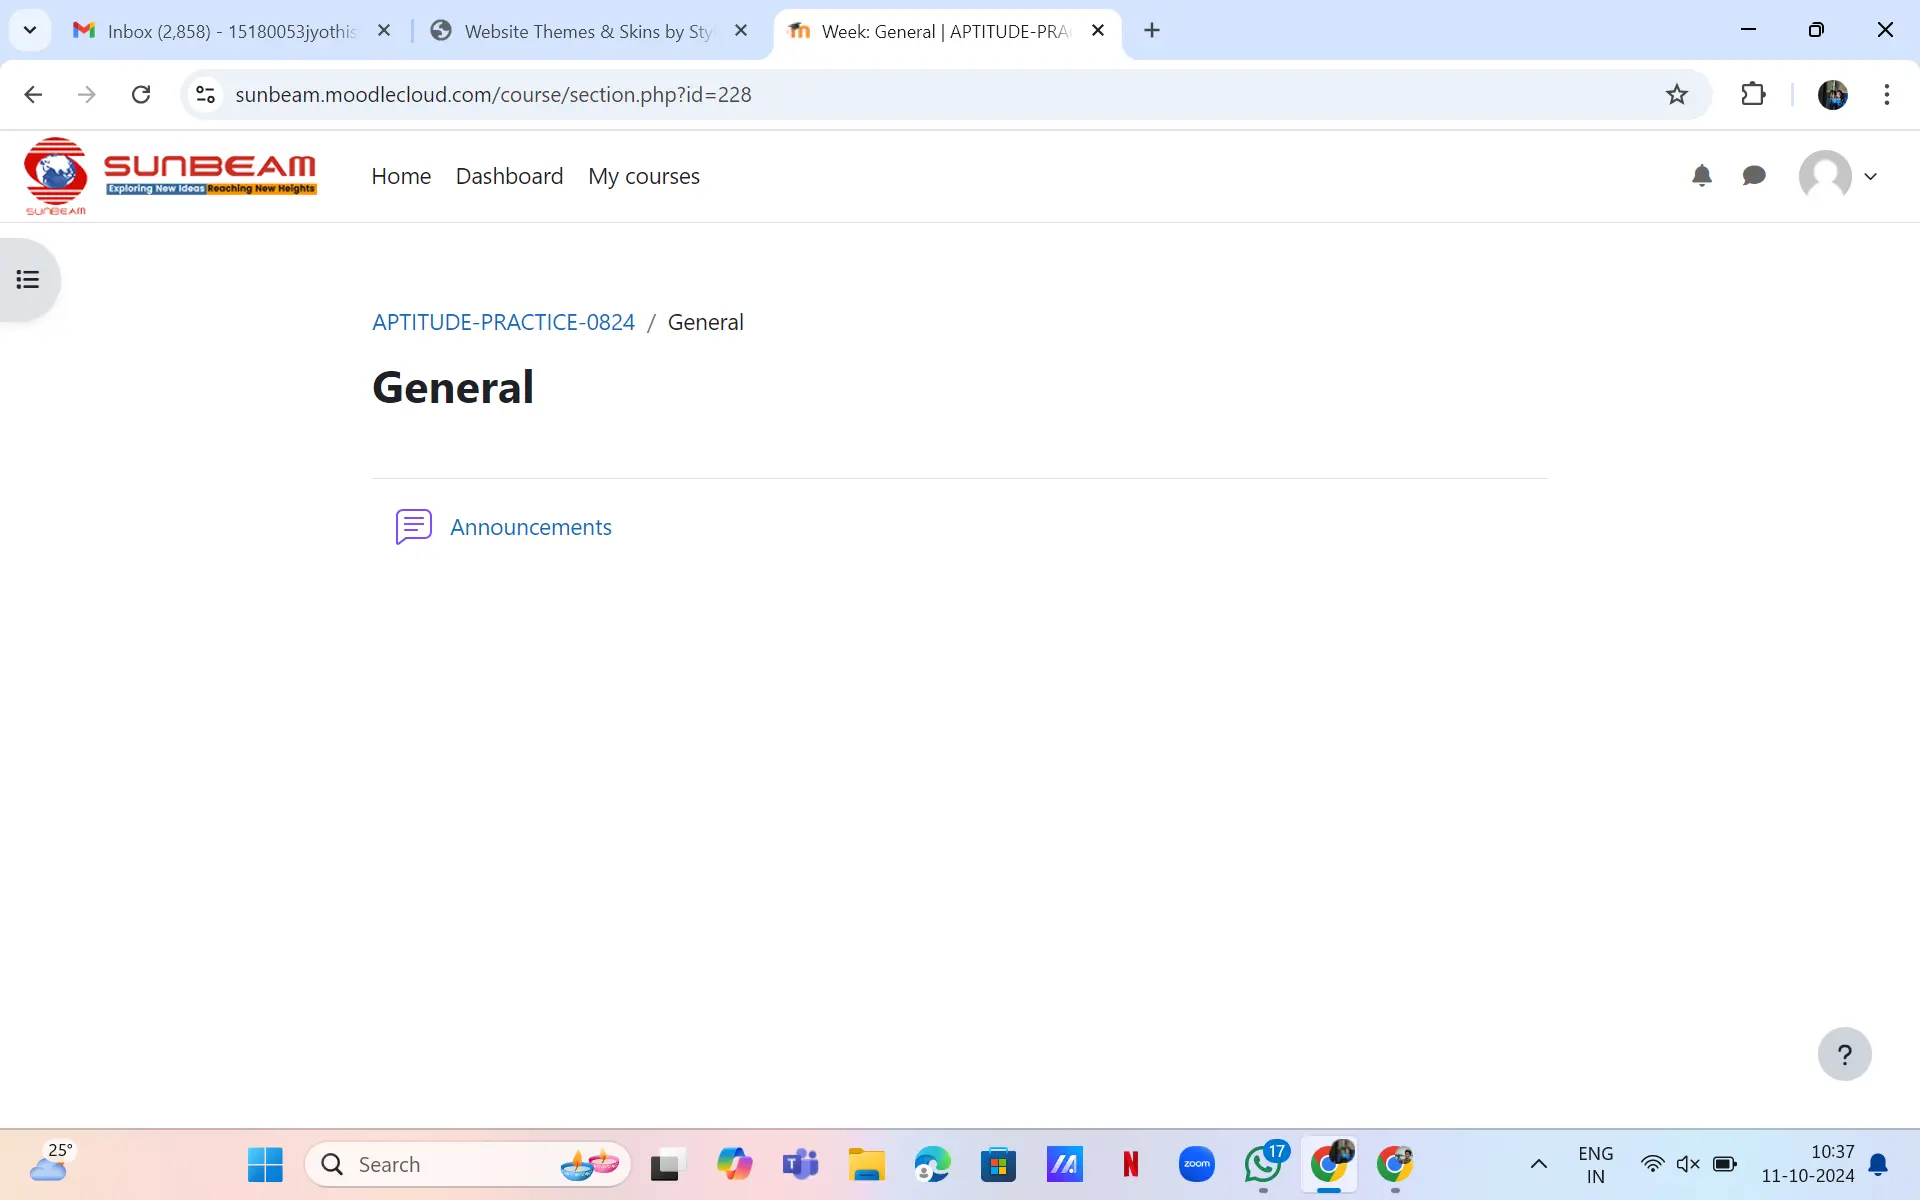 Inbox (2,858) - 15180053jyothis
Website Themes & Skins by Sty
Week: General | APTITUDE-PRA
sunbeam.moodlecloud.com/course/section.php?id=228
SUNBEAM
Exploring New Ideas Reaching New Heights
SUNBEAM
Home
Dashboard
My courses
APTITUDE-PRACTICE-0824 / General
General
Announcements
?
25°
Search
zoom
17
ENG
IN
10:37
11-10-2024